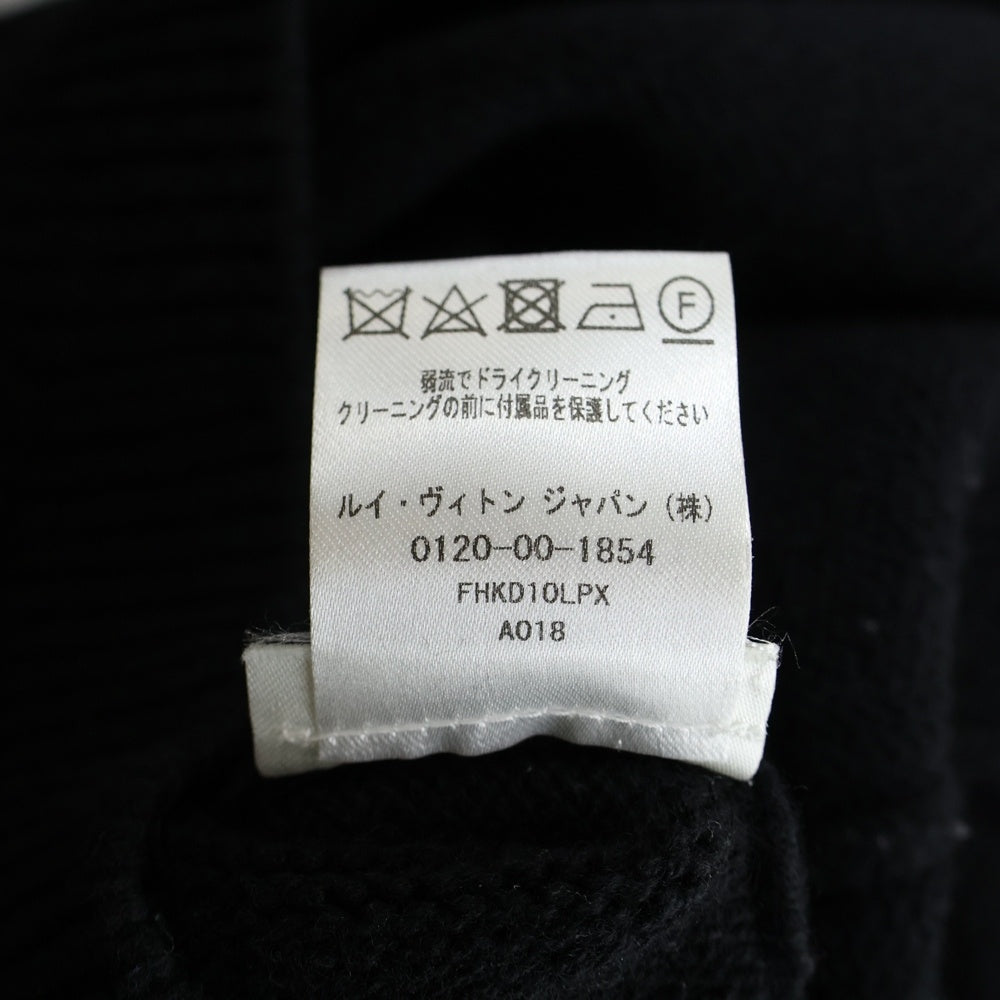 F
弱流でドライクリーニング
クリーニングの前に付属品を保護してください
ルイ・ヴィトン ジャパン（株）
0120-00-1854
FHKD10LPX
A018